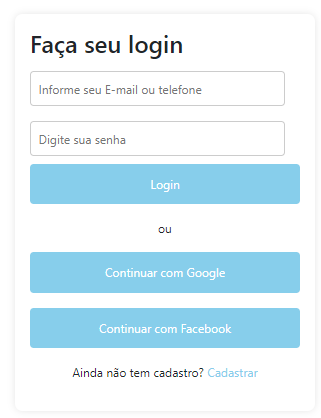 Faça seu login
Informe seu E-mail ou telefone
Digite sua senha
Login
ou
Continuar com Google
Continuar com Facebook
Ainda não tem cadastro? Cadastrar